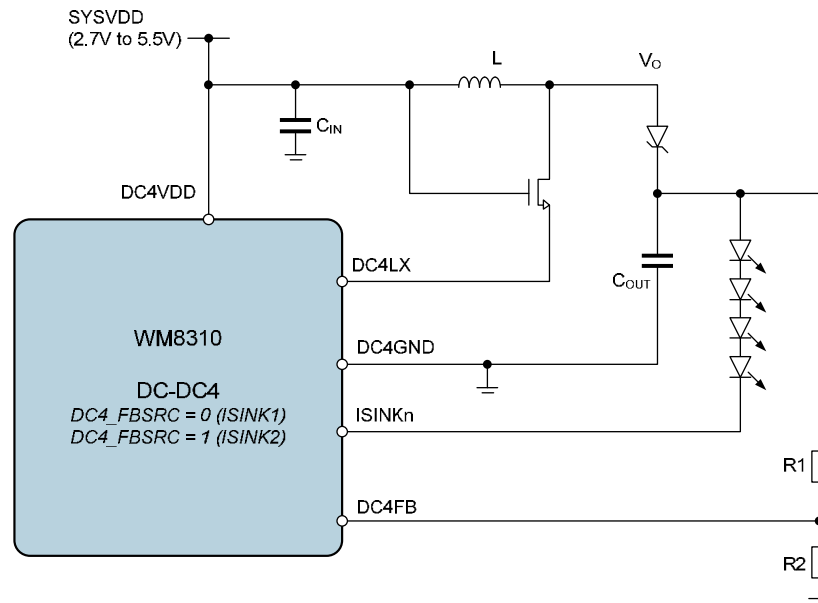 SYSVDD
(2.7V to 5.5V)
L
VO
CIN
DC4VDD
DC4LX
COUT
WM8310
DC4GND
DC-DC4
DC4_FBSRC = 0 (ISINK1)
DC4_FBSRC = 1 (ISINK2)
ISINKn
R1
DC4FB
R2